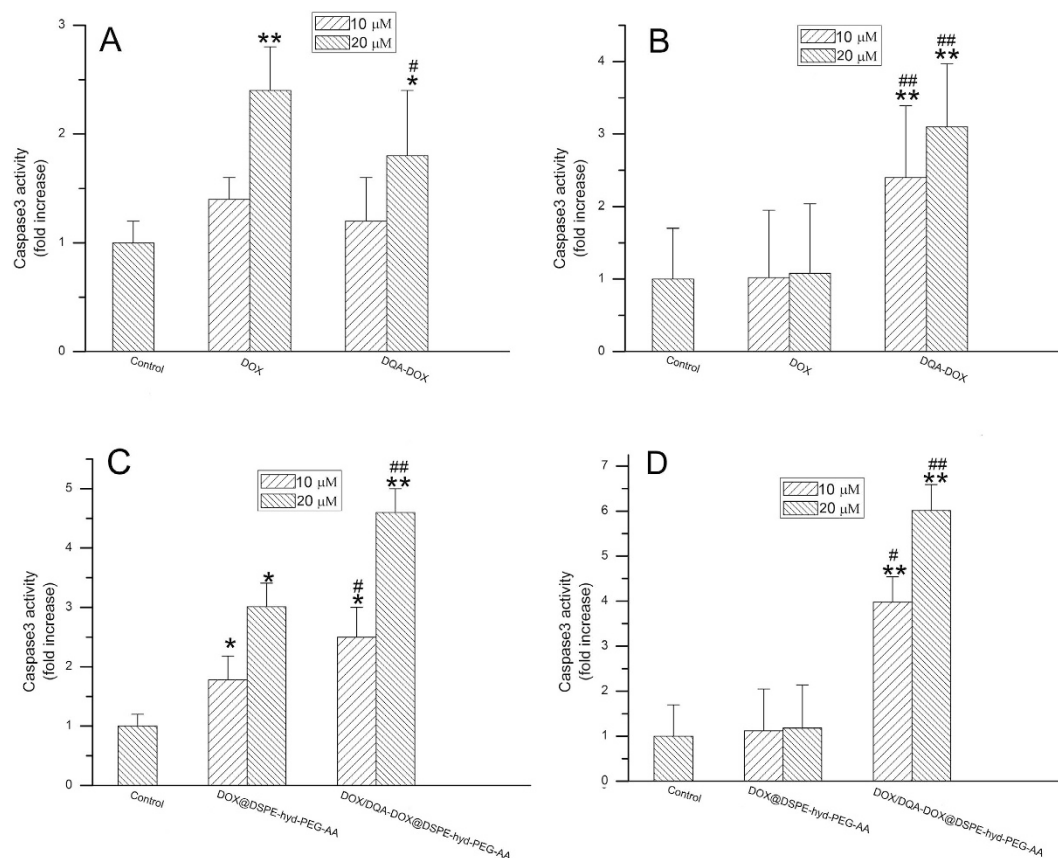 A
10 μM
20 μM
3
2
1
0
Caspase3 activity
(fold increase)
**
#
*
Control
DOX
DQA-DOX
B
10 μM
20 μM
4
3
2
1
0
Caspase3 activity
(fold increase)
##
**
##
**
Control
DOX
DQA-DOX
C
10 μM
20 μM
5
4
3
2
1
0
Caspase3 activity
(fold increase)
*
*
#
*
##
**
Control
DOX@DSPE-hyd-PEG-AA
DOX/DQA-DOX@DSPE-hyd-PEG-AA
D
10 μM
20 μM
7
6
5
4
3
2
1
0
Caspase3 activity
(fold increase)
#
**
##
**
Control
DOX@DSPE-hyd-PEG-AA
DOX/DQA-DOX@DSPE-hyd-PEG-AA